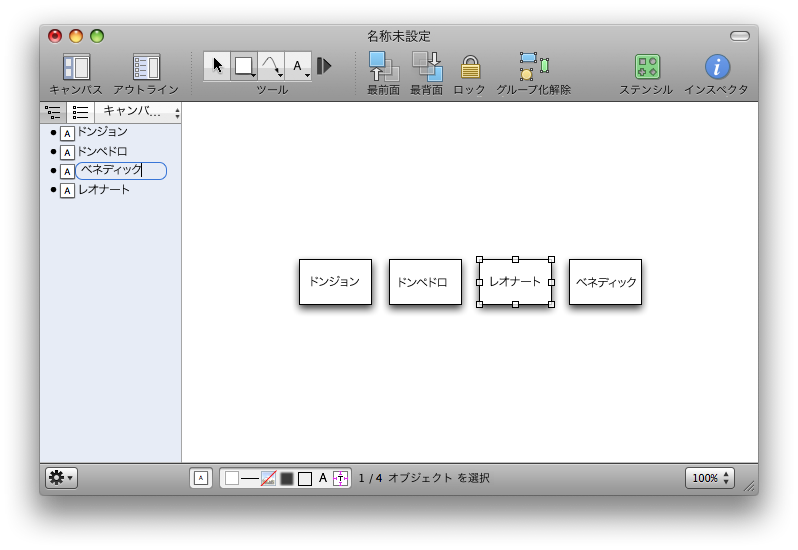 名称未設定
キャンバス アウトライン ツール 最前面 最背面 ロック グループ化解除 ステンシル インスペクタ
キャンバ...
A ドンジョン
A ドンペドロ
A ベネディック
A レオナート
ドンジョン ドンペドロ レオナート ベネディック
A A T 1 / 4 オブジェクト を選択 100%